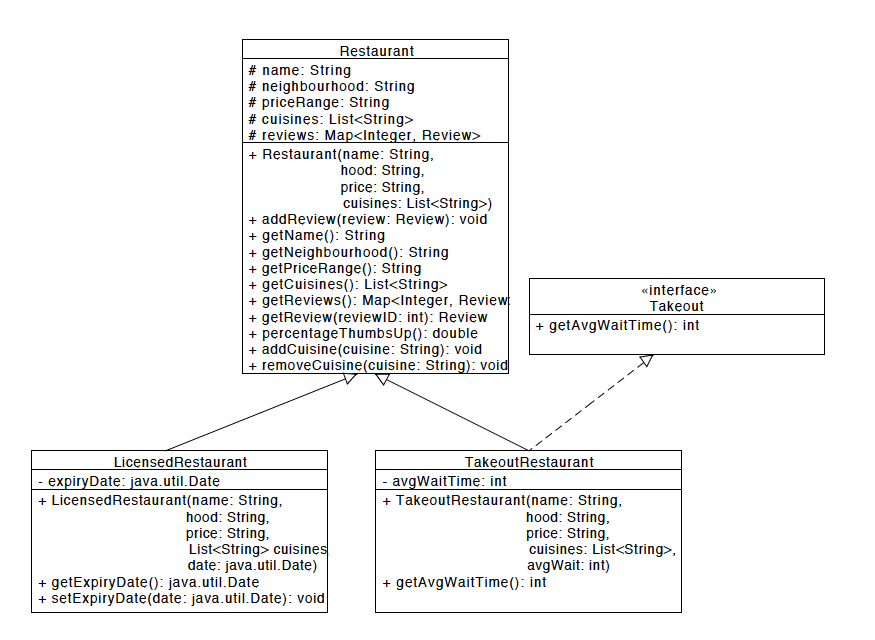 Restaurant
# name: String
# neighbourhood: String
# priceRange: String
# cuisines: List<String>
# reviews: Map<Integer, Review>
+ Restaurant(name: String,
hood: String,
price: String,
cuisines: List<String>)
+ addReview(review: Review): void
+ getName(): String
+ getNeighbourhood(): String
+ getPriceRange(): String
+ getCuisines(): List<String>
+ getReviews(): Map<Integer, Review
+ getReview(reviewID: int): Review
+ percentageThumbsUp(): double
+ addCuisine(cuisine: String): void
+ removeCuisine(cuisine: String): void
«interface»
Takeout
+ getAvgWaitTime(): int
LicensedRestaurant
- expiryDate: java.util.Date
+ LicensedRestaurant(name: String,
hood: String,
price: String,
List<String> cuisines
date: java.util.Date)
+ getExpiryDate(): java.util.Date
+ setExpiryDate(date: java.util.Date): void
TakeoutRestaurant
- avgWaitTime: int
+ TakeoutRestaurant(name: String,
hood: String,
price: String,
cuisines: List<String>,
avgWait: int)
+ getAvgWaitTime(): int